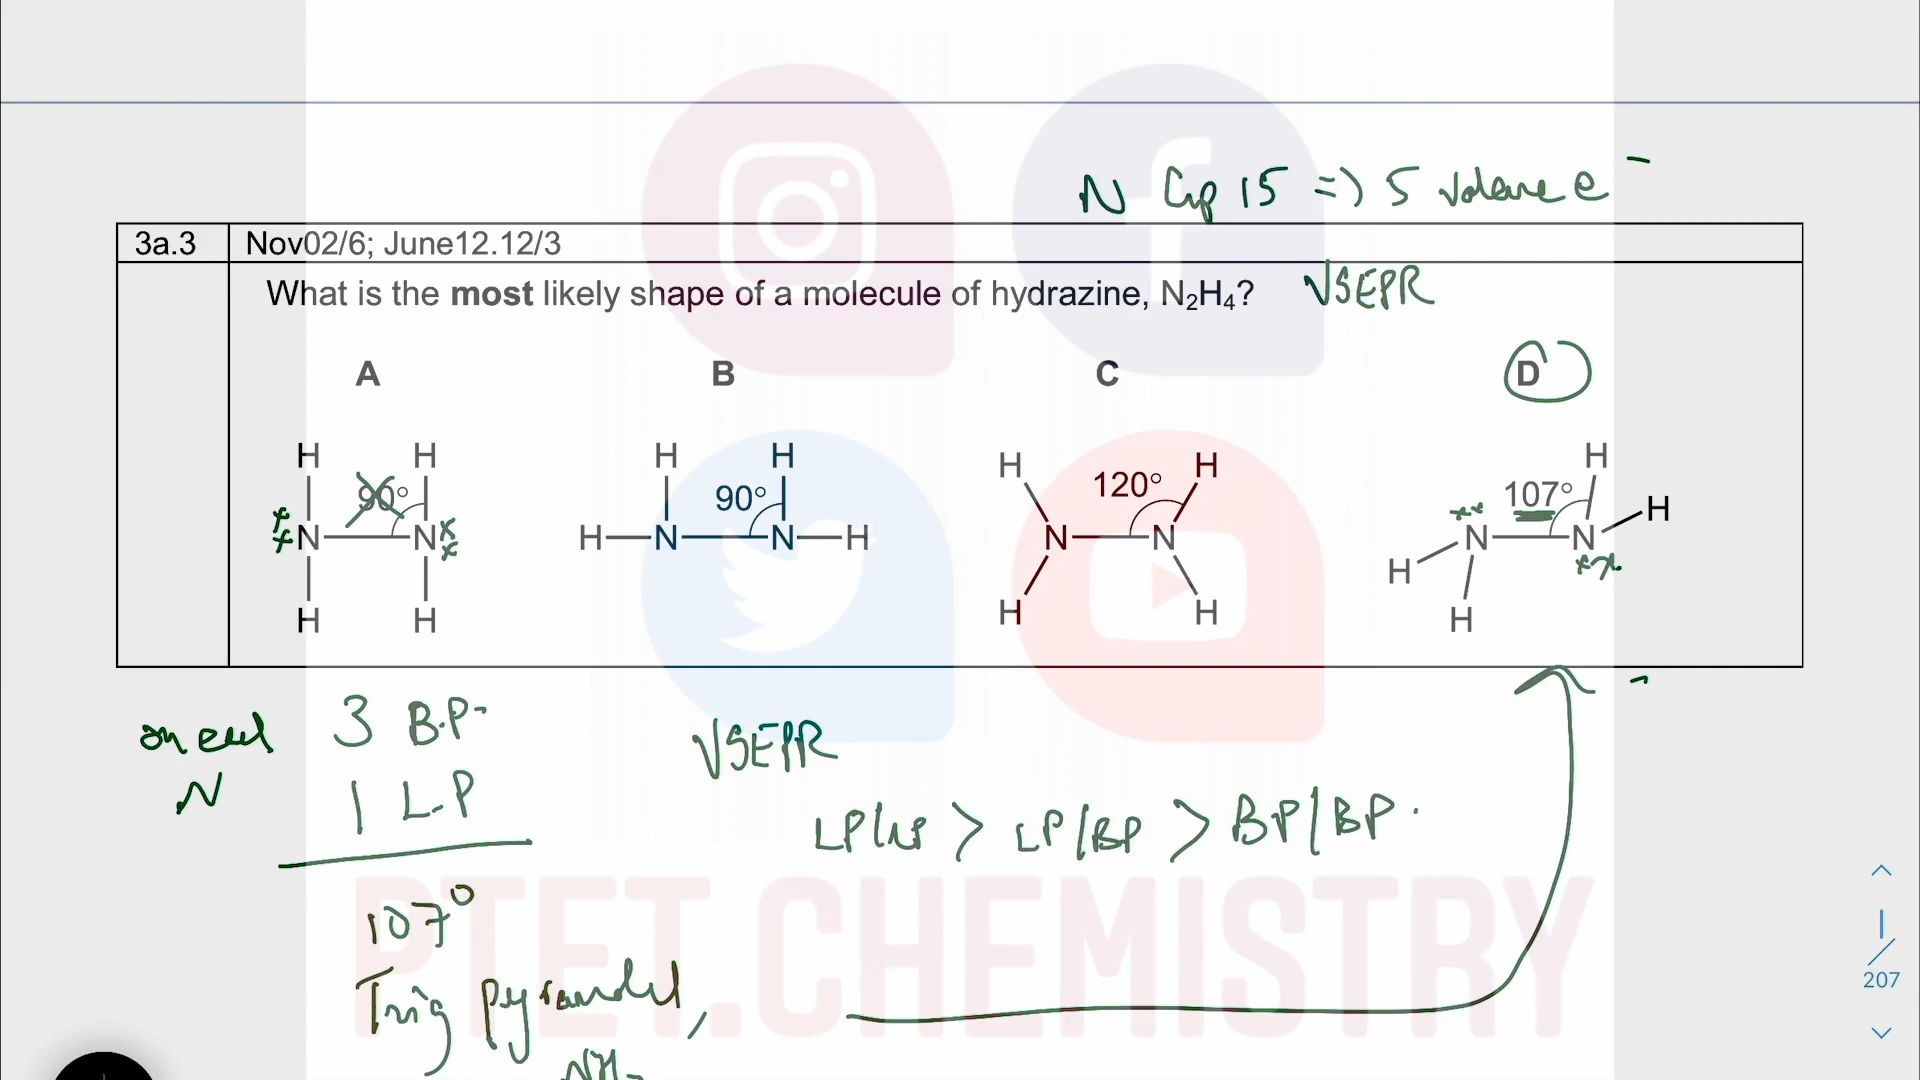 N Grp 15 => 5 valence e⁻
3a.3 Nov02/6; June12.12/3
What is the most likely shape of a molecule of hydrazine, N₂H₄? VSEPR
A B C D
H H H H H H H
90° 90° 120° 107°
H
N N H N N H N N N N
H
H H H H H
on each 3 B.P.
N 1 L.P
VSEPR
LP/LP > LP/BP > BP/BP.
107°
Trig pyramidal,
PTET.CHEMISTRY
1
/
207